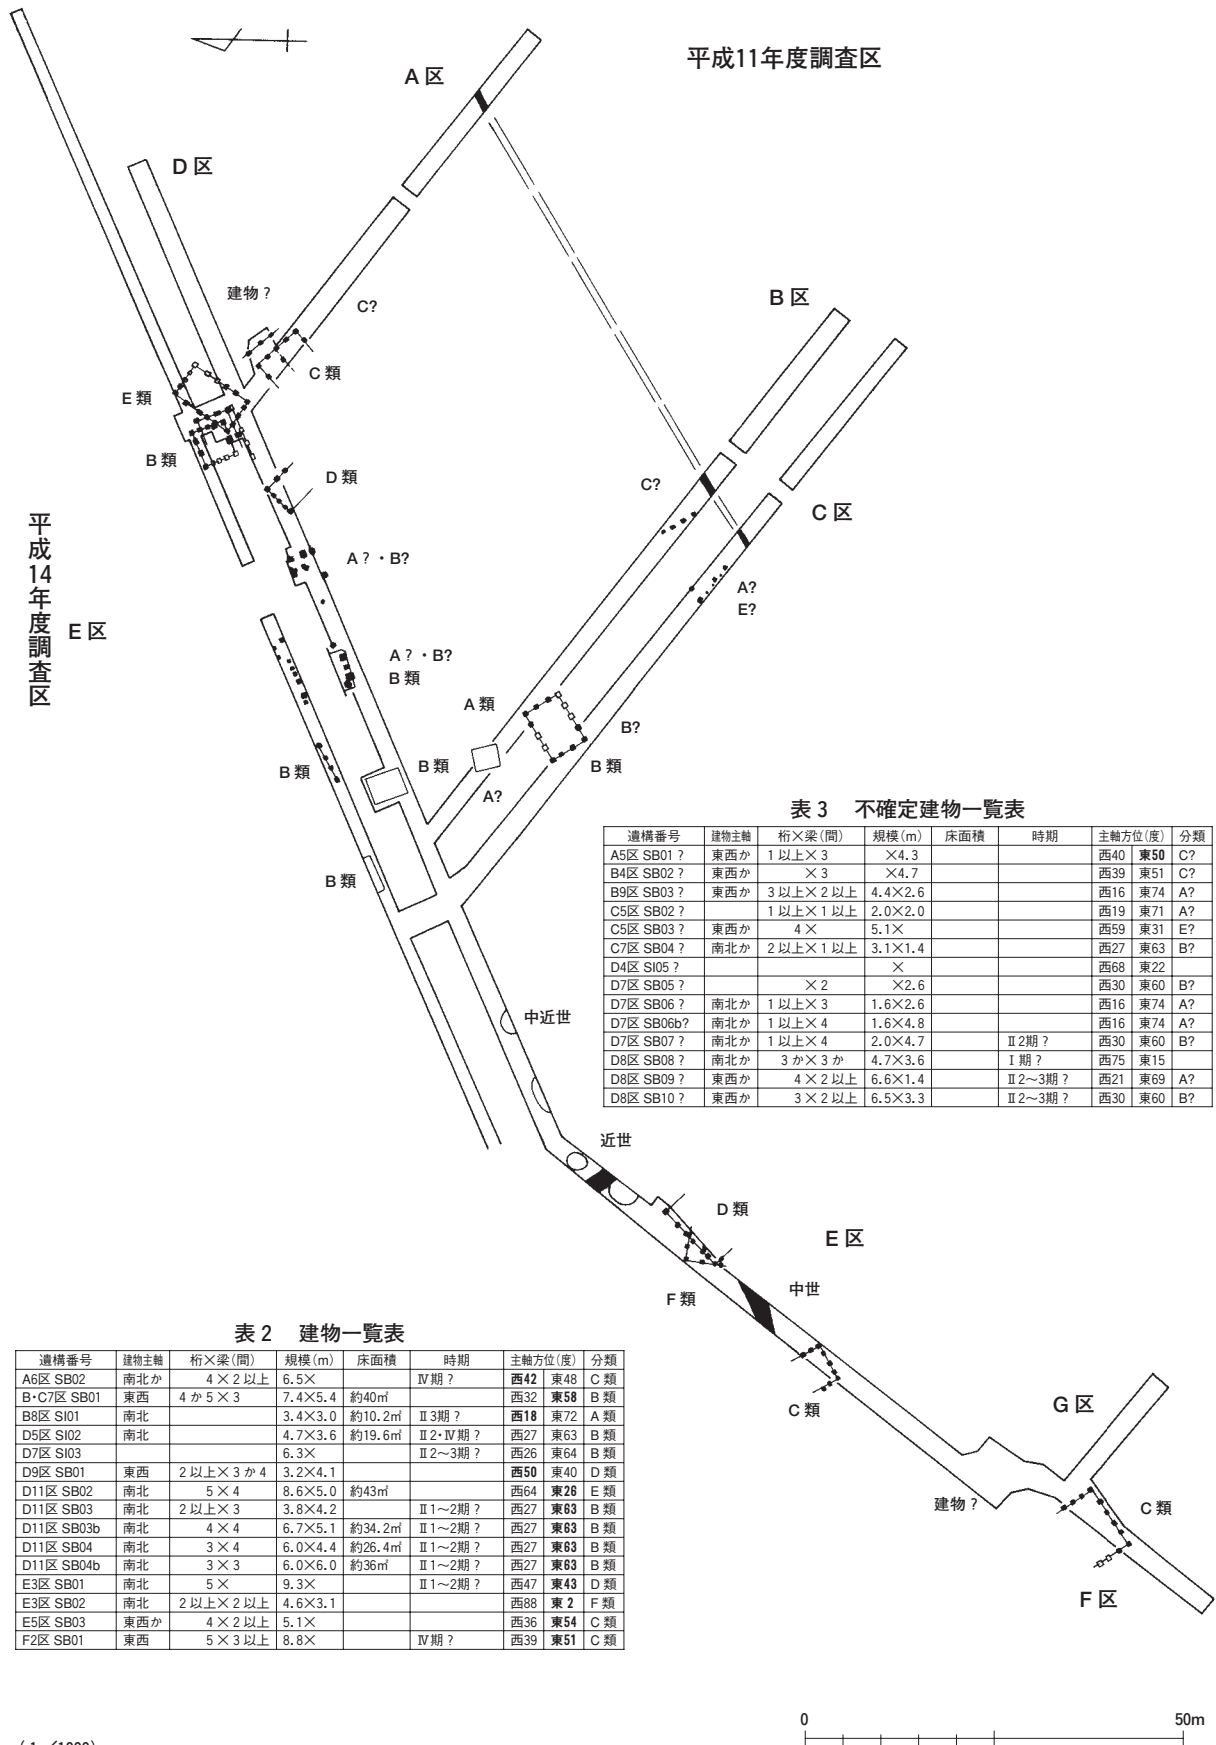 平成11年度調査区
A区
D区
建物？
C?
B区
C類
E類
B類
D類
C?
C区
平成14年度調査区
A？・B?
A?
E?
E区
A？・B?
B類
A類
B?
B類
B類
B類
A?
B類
表3　不確定建物一覧表
遺構番号 建物主軸 桁×梁(間) 規模(m) 床面積 時期 主軸方位(度) 分類
A5区 SB01？ 東西か 1以上×3 ×4.3 西40 東50 C?
B4区 SB02？ 東西か ×3 ×4.7 西39 東51 C?
B9区 SB03？ 東西か 3以上×2以上 4.4×2.6 西16 東74 A?
C5区 SB02？ 1以上×1以上 2.0×2.0 西19 東71 A?
C5区 SB03？ 東西か 4× 5.1× 西59 東31 E?
C7区 SB04？ 南北か 2以上×1以上 3.1×1.4 西27 東63 B?
D4区 SI05？ × 西68 東22
D7区 SB05？ ×2 ×2.6 西30 東60 B?
D7区 SB06？ 南北か 1以上×3 1.6×2.6 西16 東74 A?
D7区 SB06b? 南北か 1以上×4 1.6×4.8 西16 東74 A?
D7区 SB07？ 南北か 1以上×4 2.0×4.7 Ⅱ2期？ 西30 東60 B?
D8区 SB08？ 南北か 3か×3か 4.7×3.6 Ⅰ期？ 西75 東15
D8区 SB09？ 東西か 4×2以上 6.6×1.4 Ⅱ2～3期？ 西21 東69 A?
D8区 SB10？ 東西か 3×2以上 6.5×3.3 Ⅱ2～3期？ 西30 東60 B?
中近世
近世
D類
E区
F類
中世
C類
G区
建物？
C類
F区
表2　建物一覧表
遺構番号 建物主軸 桁×梁(間) 規模(m) 床面積 時期 主軸方位(度) 分類
A6区 SB02 南北か 4×2以上 6.5× Ⅳ期？ 西42 東48 C類
B・C7区 SB01 東西 4か5×3 7.4×5.4 約40㎡ 西32 東58 B類
B8区 SI01 南北 3.4×3.0 約10.2㎡ Ⅱ3期？ 西18 東72 A類
D5区 SI02 南北 4.7×3.6 約19.6㎡ Ⅱ2・Ⅳ期？ 西27 東63 B類
D7区 SI03 6.3× Ⅱ2～3期？ 西26 東64 B類
D9区 SB01 東西 2以上×3か4 3.2×4.1 西50 東40 D類
D11区 SB02 南北 5×4 8.6×5.0 約43㎡ 西64 東26 E類
D11区 SB03 南北 2以上×3 3.8×4.2 Ⅱ1～2期？ 西27 東63 B類
D11区 SB03b 南北 4×4 6.7×5.1 約34.2㎡ Ⅱ1～2期？ 西27 東63 B類
D11区 SB04 南北 3×4 6.0×4.4 約26.4㎡ Ⅱ1～2期？ 西27 東63 B類
D11区 SB04b 南北 3×3 6.0×6.0 約36㎡ Ⅱ1～2期？ 西27 東63 B類
E3区 SB01 南北 5× 9.3× Ⅱ1～2期？ 西47 東43 D類
E3区 SB02 南北 2以上×2以上 4.6×3.1 西88 東2 F類
E5区 SB03 東西か 4×2以上 5.1× 西36 東54 C類
F2区 SB01 東西 5×3以上 8.8× Ⅳ期？ 西39 東51 C類
0 50m